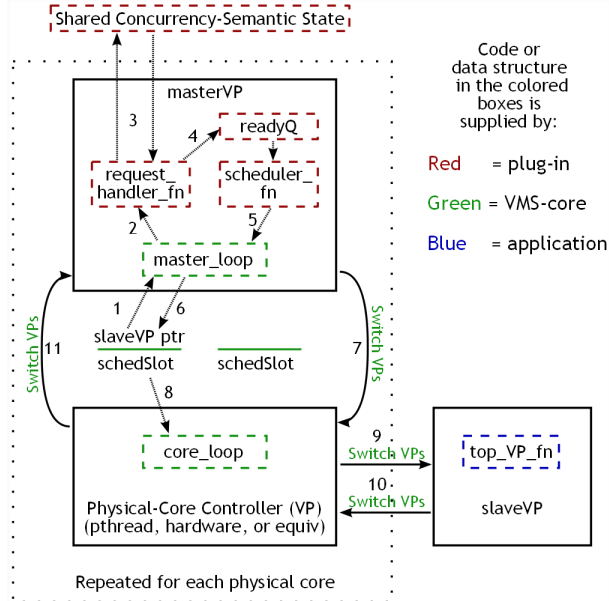 Shared Concurrency-Semantic State
Code or
data structure
in the colored
boxes is
supplied by:
Red = plug-in
Green = VMS-core
Blue = application
masterVP
3
4
readyQ
request_
handler_fn
scheduler_
fn
2
5
master_loop
1
6
slaveVP ptr
schedSlot
schedSlot
11
Switch VPs
7
Switch VPs
8
core_loop
9
Switch VPs
10
Switch VPs
top_VP_fn
slaveVP
Physical-Core Controller (VP)
(pthread, hardware, or equiv)
Repeated for each physical core